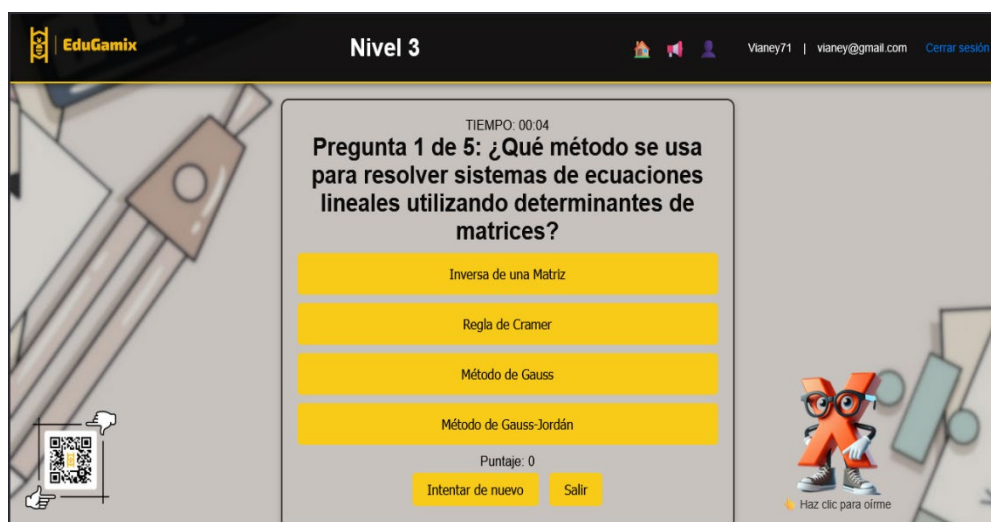 EduGamix
Nivel 3
Vianey71 | vianey@gmail.com Cerrar sesión
TIEMPO: 00:04
Pregunta 1 de 5: ¿Qué método se usa
para resolver sistemas de ecuaciones
lineales utilizando determinantes de
matrices?
Inversa de una Matriz
Regla de Cramer
Método de Gauss
Método de Gauss-Jordán
Puntaje: 0
Intentar de nuevo Salir
Haz clic para oírme